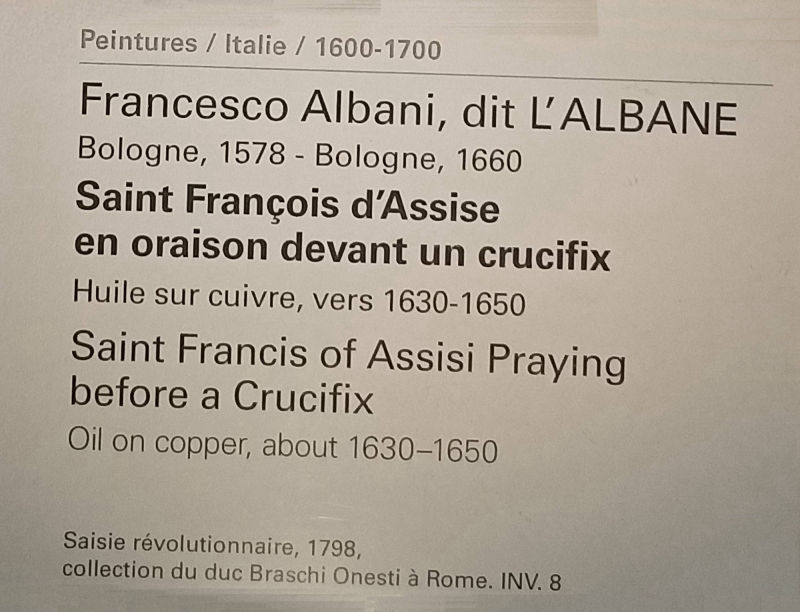 Peintures / Italie / 1600-1700
Francesco Albani, dit L'ALBANE
Bologne, 1578 - Bologne, 1660
Saint François d'Assise
en oraison devant un crucifix
Huile sur cuivre, vers 1630-1650
Saint Francis of Assisi Praying
before a Crucifix
Oil on copper, about 1630–1650
Saisie révolutionnaire, 1798,
collection du duc Braschi Onesti à Rome. INV. 8